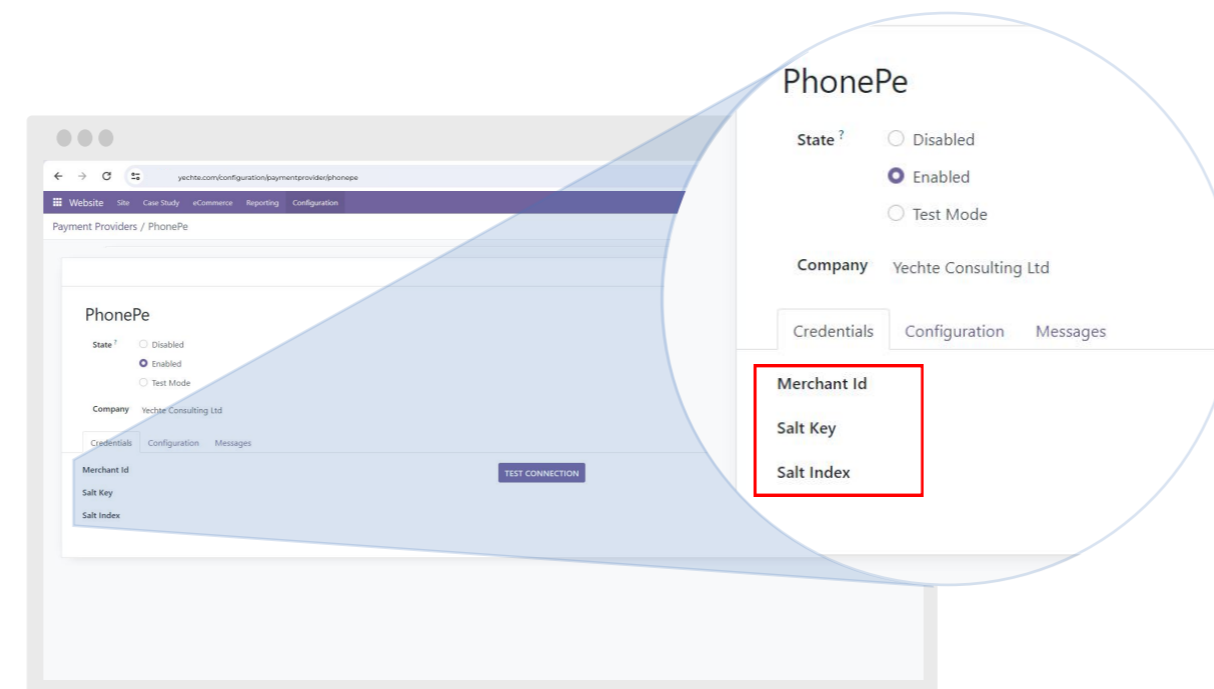 yechte.com/configuration/paymentprovider/phonepe
Website Site Case Study eCommerce Reporting Configuration
Payment Providers / PhonePe
PhonePe
State ? Disabled
Enabled
Test Mode
Company Yechte Consulting Ltd
Credentials Configuration Messages
Merchant Id TEST CONNECTION
Salt Key
Salt Index
PhonePe
State ? Disabled
Enabled
Test Mode
Company Yechte Consulting Ltd
Credentials Configuration Messages
Merchant Id
Salt Key
Salt Index